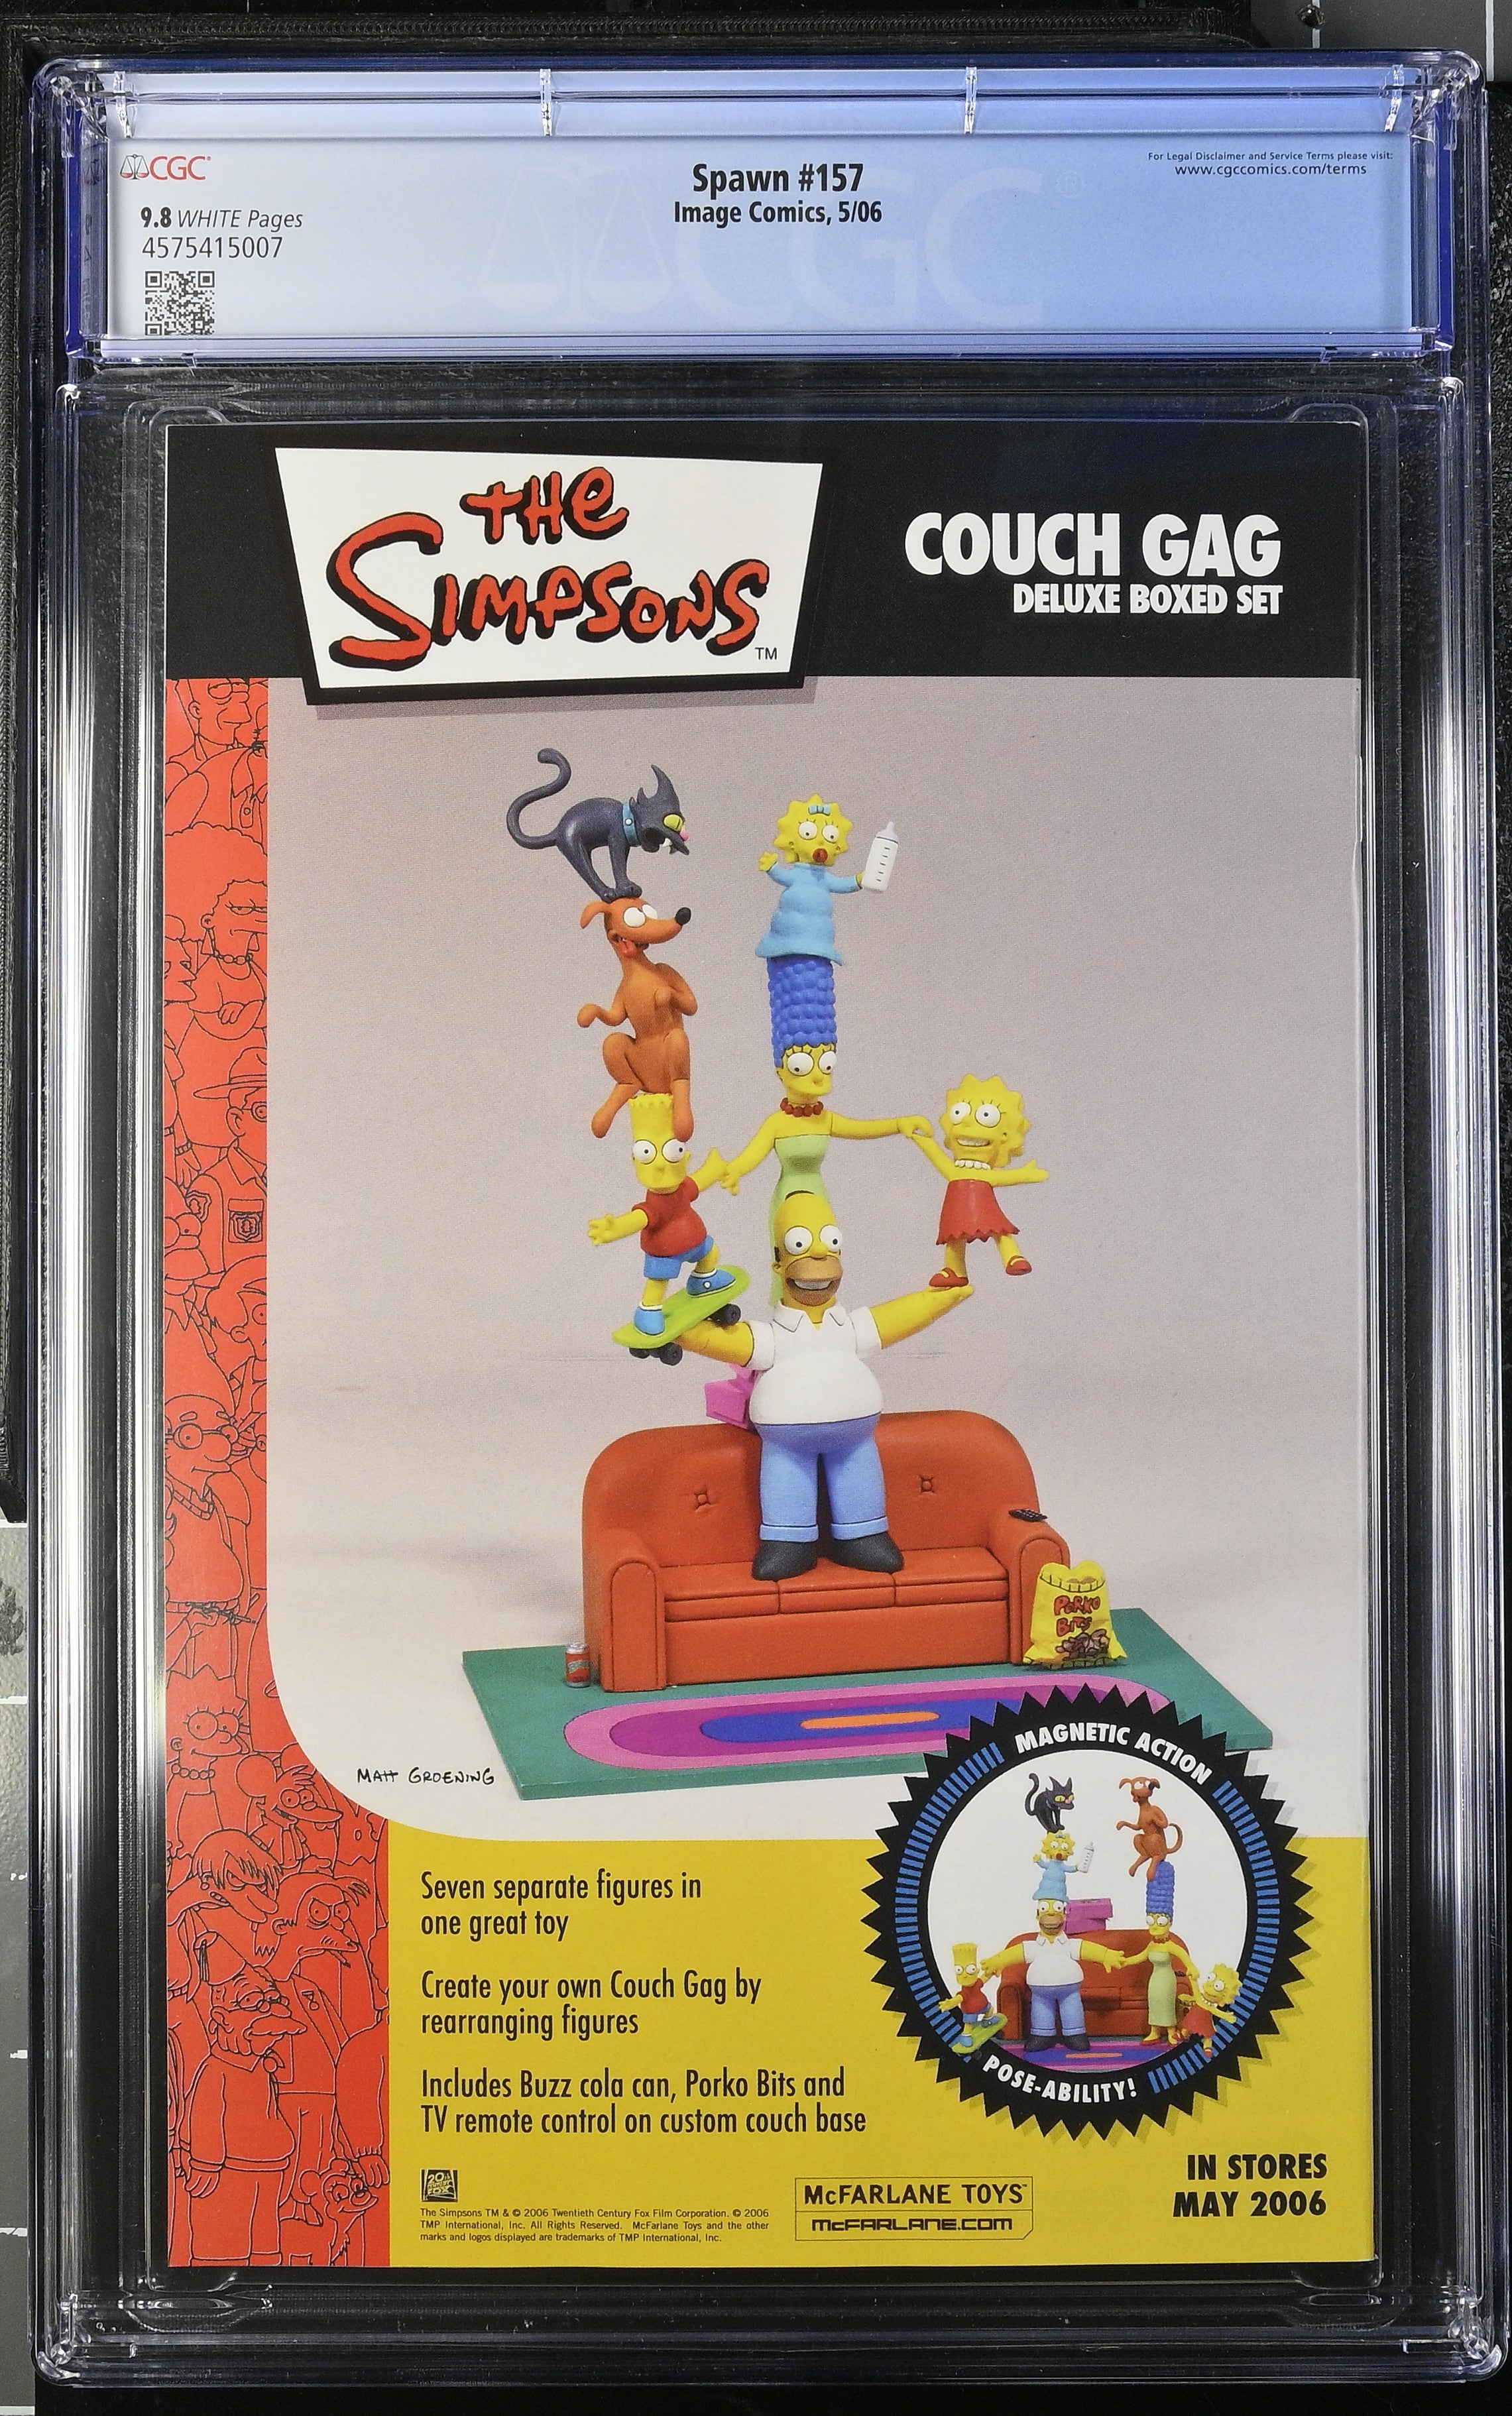 CGC
For Legal Disclaimer and Service Terms please visit:
www.cgccomics.com/terms
Spawn #157
Image Comics, 5/06
9.8 WHITE Pages
4575415007
CGC
THE
SIMPSONS
TM
COUCH GAG
DELUXE BOXED SET
PORKO
BITS
MATT GROENING
MAGNETIC ACTION
POSE-ABILITY!
Seven separate figures in
one great toy
Create your own Couch Gag by
rearranging figures
Includes Buzz cola can, Porko Bits and
TV remote control on custom couch base
IN STORES
MAY 2006
20th
CENTURY
FOX
The Simpsons TM & © 2006 Twentieth Century Fox Film Corporation. © 2006
TMP International, Inc. All Rights Reserved. McFarlane Toys and the other
marks and logos displayed are trademarks of TMP International, Inc.
McFARLANE TOYS™
McFARLANE.COM